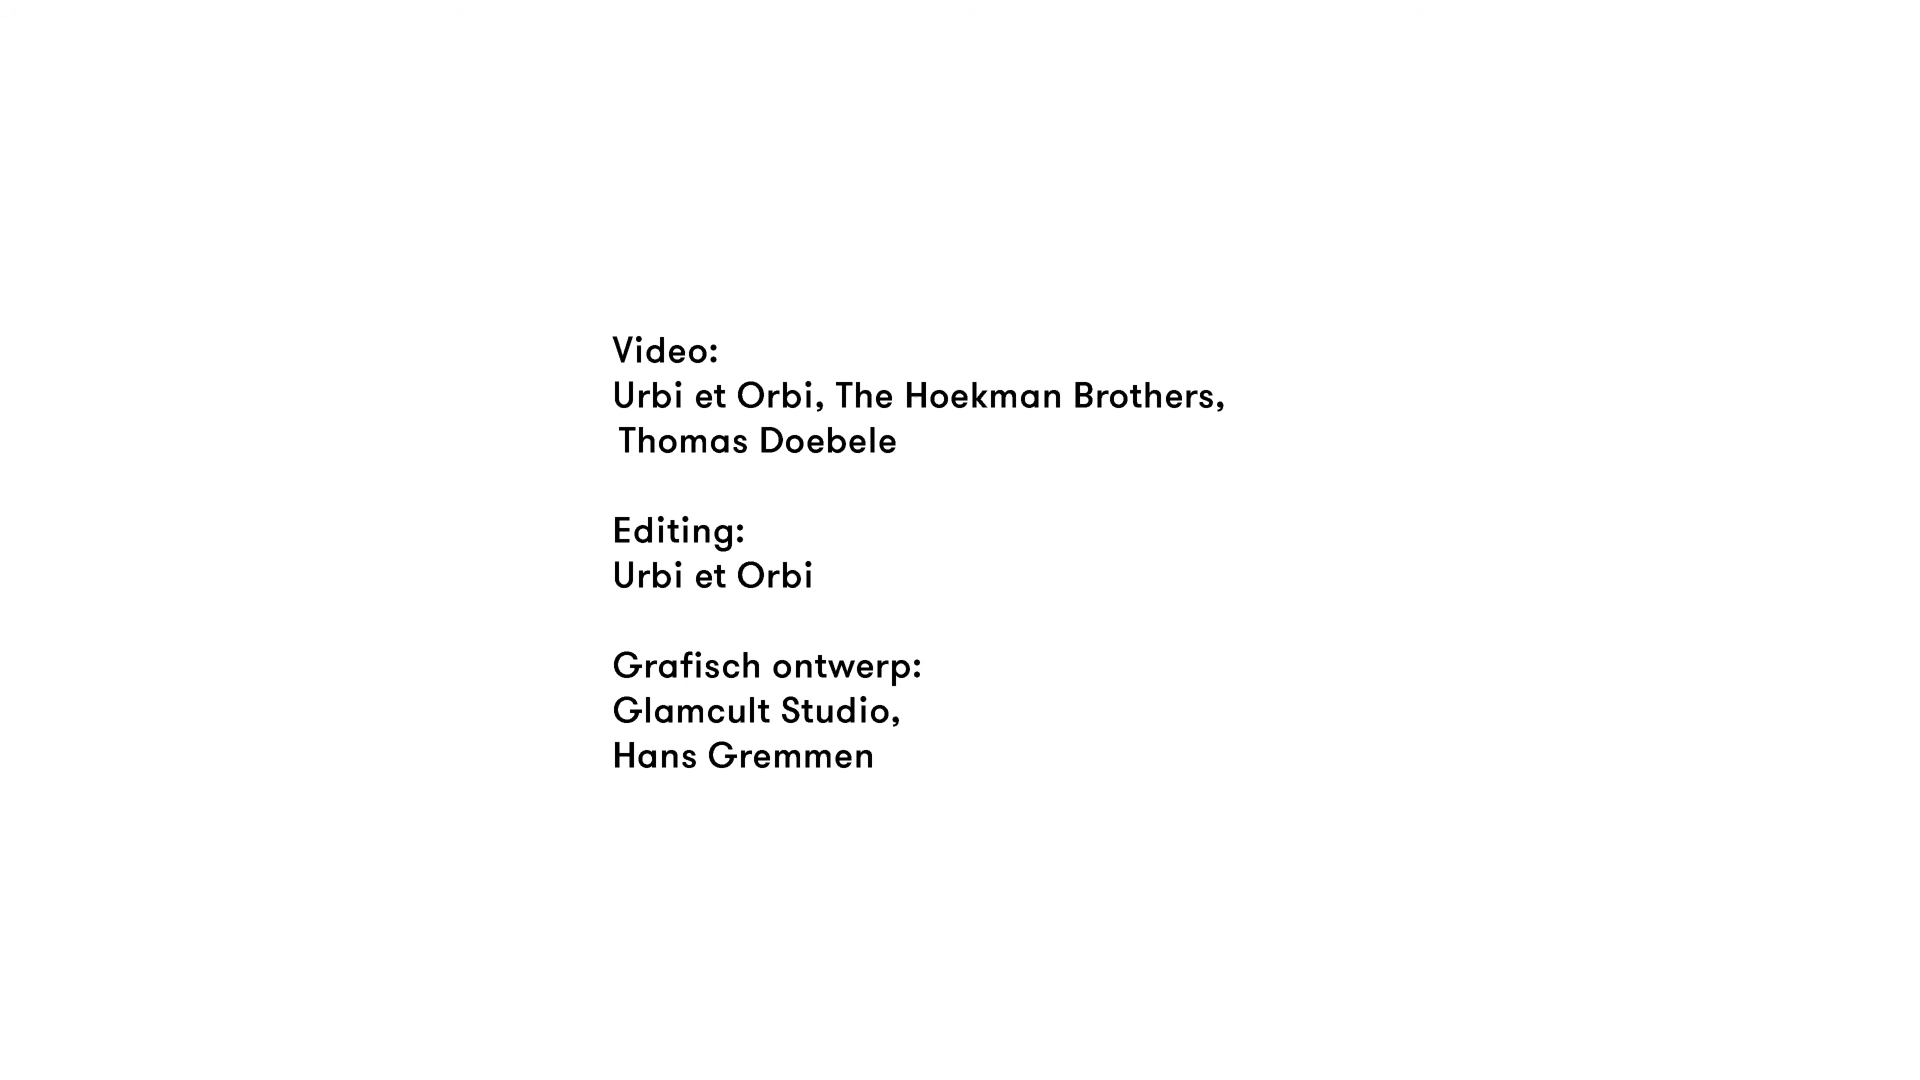 Video:
Urbi et Orbi, The Hoekman Brothers,
Thomas Doebele
Editing:
Urbi et Orbi
Grafisch ontwerp:
Glamcult Studio,
Hans Gremmen